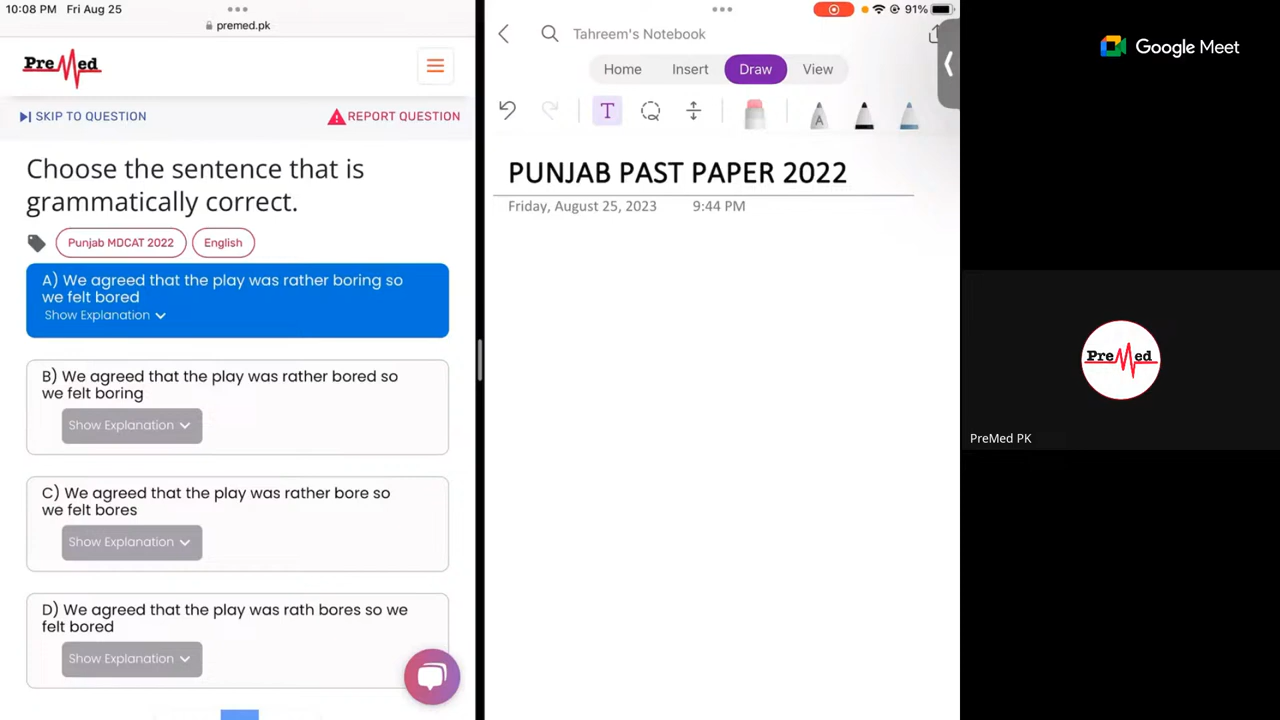 10:08 PM Fri Aug 25
premed.pk
PreMed
SKIP TO QUESTION
REPORT QUESTION
Choose the sentence that is
grammatically correct.
Punjab MDCAT 2022
English
A) We agreed that the play was rather boring so
we felt bored
Show Explanation
B) We agreed that the play was rather bored so
we felt boring
Show Explanation
C) We agreed that the play was rather bore so
we felt bores
Show Explanation
D) We agreed that the play was rath bores so we
felt bored
Show Explanation
91%
Tahreem's Notebook
Home Insert Draw View
T
A
PUNJAB PAST PAPER 2022
Friday, August 25, 2023 9:44 PM
Google Meet
PreMed
PreMed PK